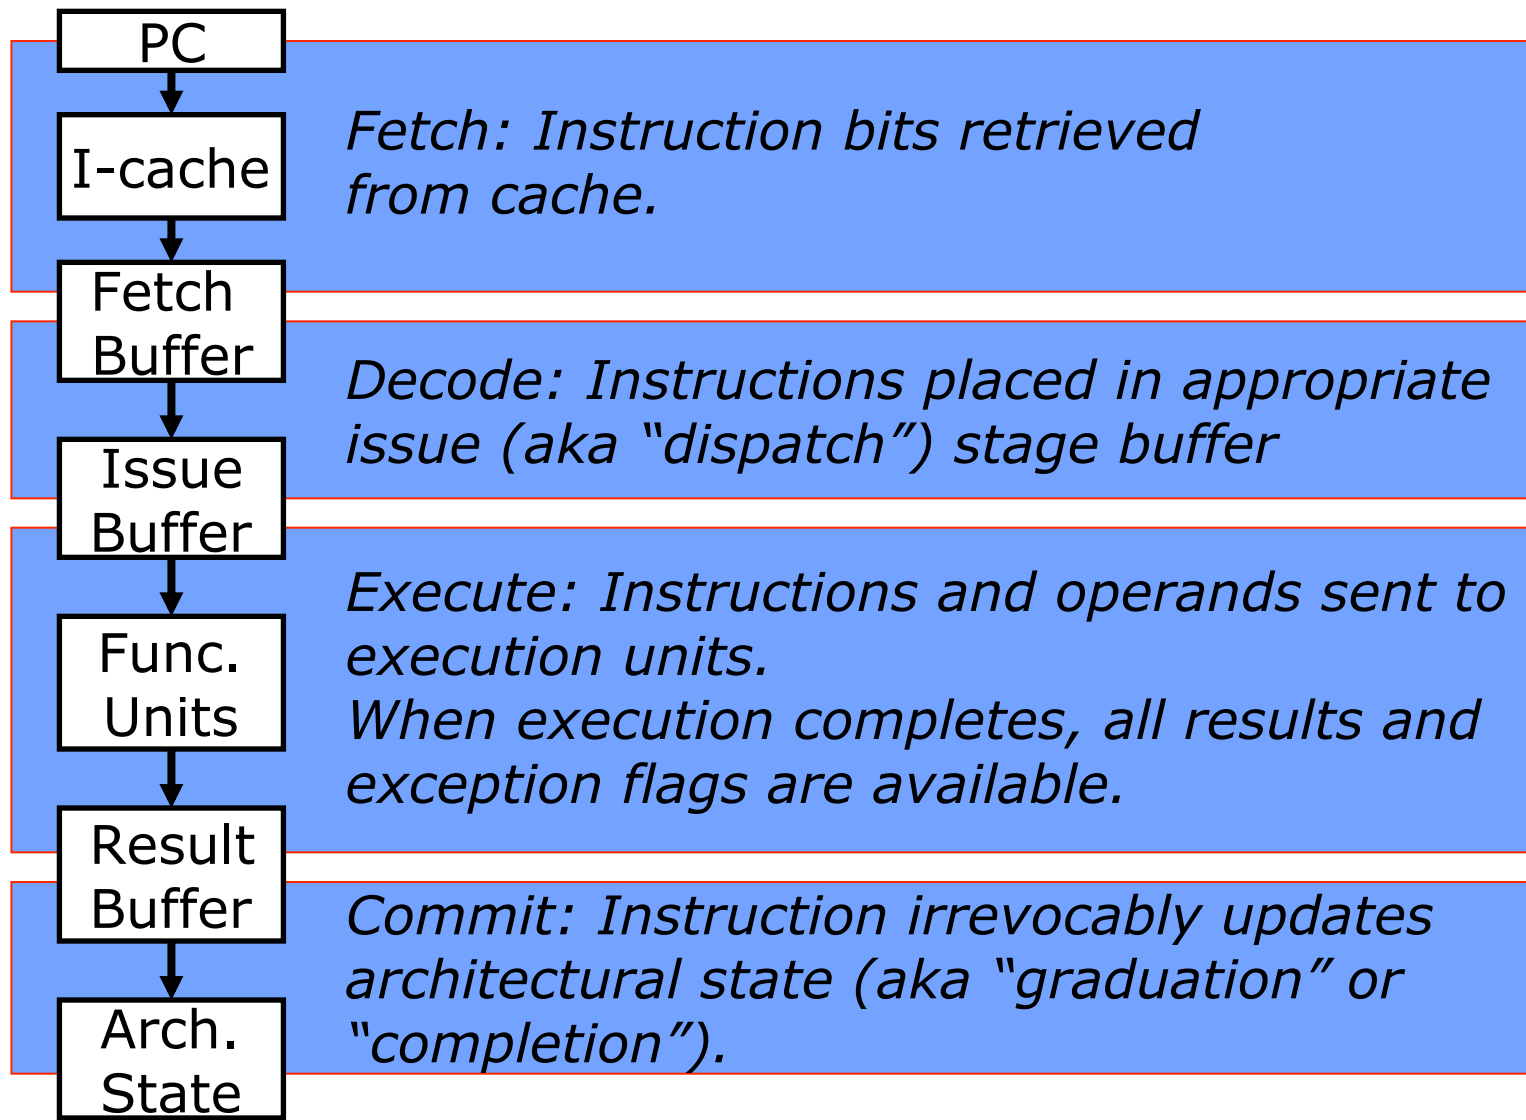 PC
I-cache
Fetch: Instruction bits retrieved
from cache.
Fetch
Buffer
Decode: Instructions placed in appropriate
issue (aka “dispatch”) stage buffer
Issue
Buffer
Execute: Instructions and operands sent to
execution units.
When execution completes, all results and
exception flags are available.
Func.
Units
Result
Buffer
Commit: Instruction irrevocably updates
architectural state (aka “graduation” or
“completion”).
Arch.
State